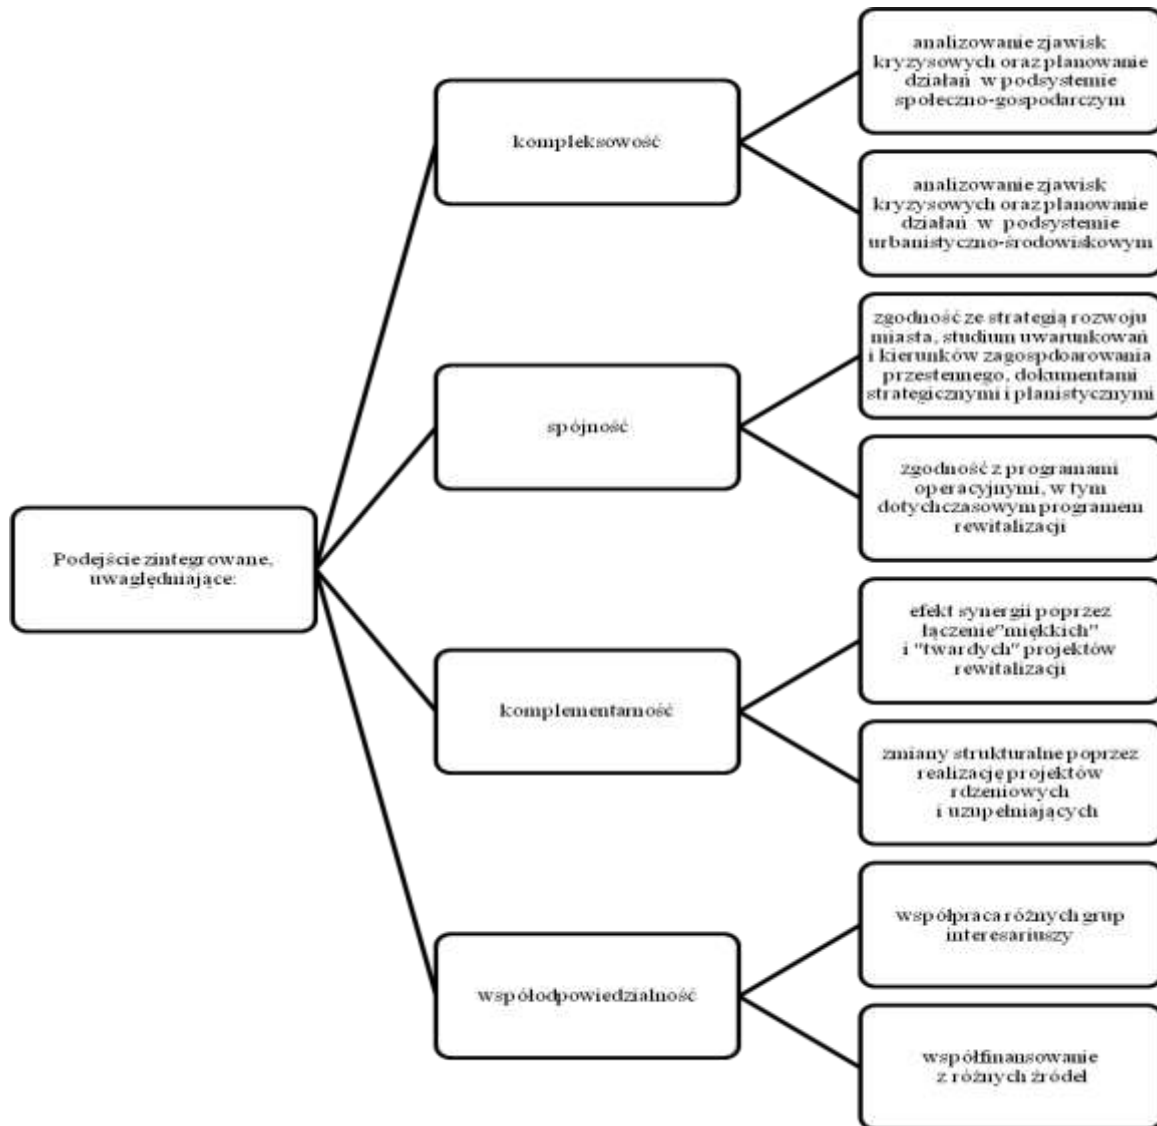 Podejście zintegrowane,
uwaględniające:
kompleksowość
analizowanie zjawisk
kryzysowych oraz planowanie
działań w podsystemie
społeczno-gospodarczym
analizowanie zjawisk
kryzysowych oraz planowanie
działań w podsystemie
urbanistyczno-środowiskowym
spójność
zgodność ze strategią rozwoju
miasta, studium uwarunkowań
i kierunków zagospdoarowania
przestennego, dokumentami
strategicznymi i planistycznymi
zgodność z programami
operacyjnymi, w tym
dotychczasowym programem
rewitalizacji
komplementarność
efekt synergii poprzez
łączenie"miękkich"
i "twardych" projektów
rewitalizacji
zmiany strukturalne poprzez
realizację projektów
rdzeniowych
i uzupełniających
współodpowiedzialność
współpraca różnych grup
interesariuszy
współfinansowanie
z różnych źródeł